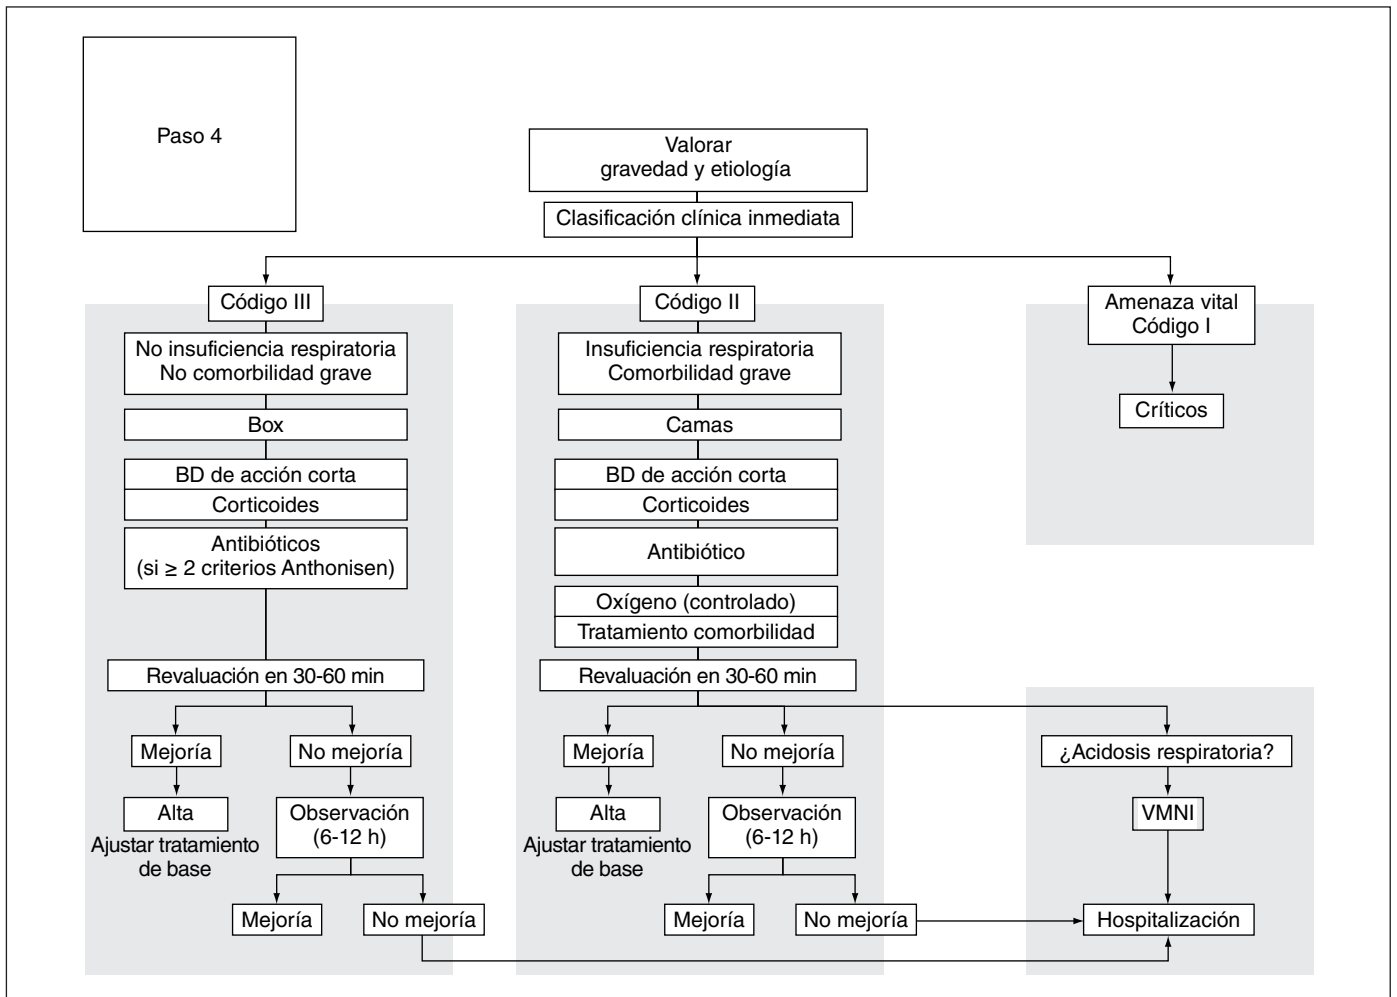 Paso 4
Valorar
gravedad y etiología
Clasificación clínica inmediata
Código III
No insuficiencia respiratoria
No comorbilidad grave
Box
BD de acción corta
Corticoides
Antibióticos
(si ≥ 2 criterios Anthonisen)
Revaluación en 30-60 min
Mejoría
No mejoría
Alta
Ajustar tratamiento
de base
Observación
(6-12 h)
Mejoría
No mejoría
Código II
Insuficiencia respiratoria
Comorbilidad grave
Camas
BD de acción corta
Corticoides
Antibiótico
Oxígeno (controlado)
Tratamiento comorbilidad
Revaluación en 30-60 min
Mejoría
No mejoría
Alta
Ajustar tratamiento
de base
Observación
(6-12 h)
Mejoría
No mejoría
Amenaza vital
Código I
Críticos
¿Acidosis respiratoria?
VMNI
Hospitalización